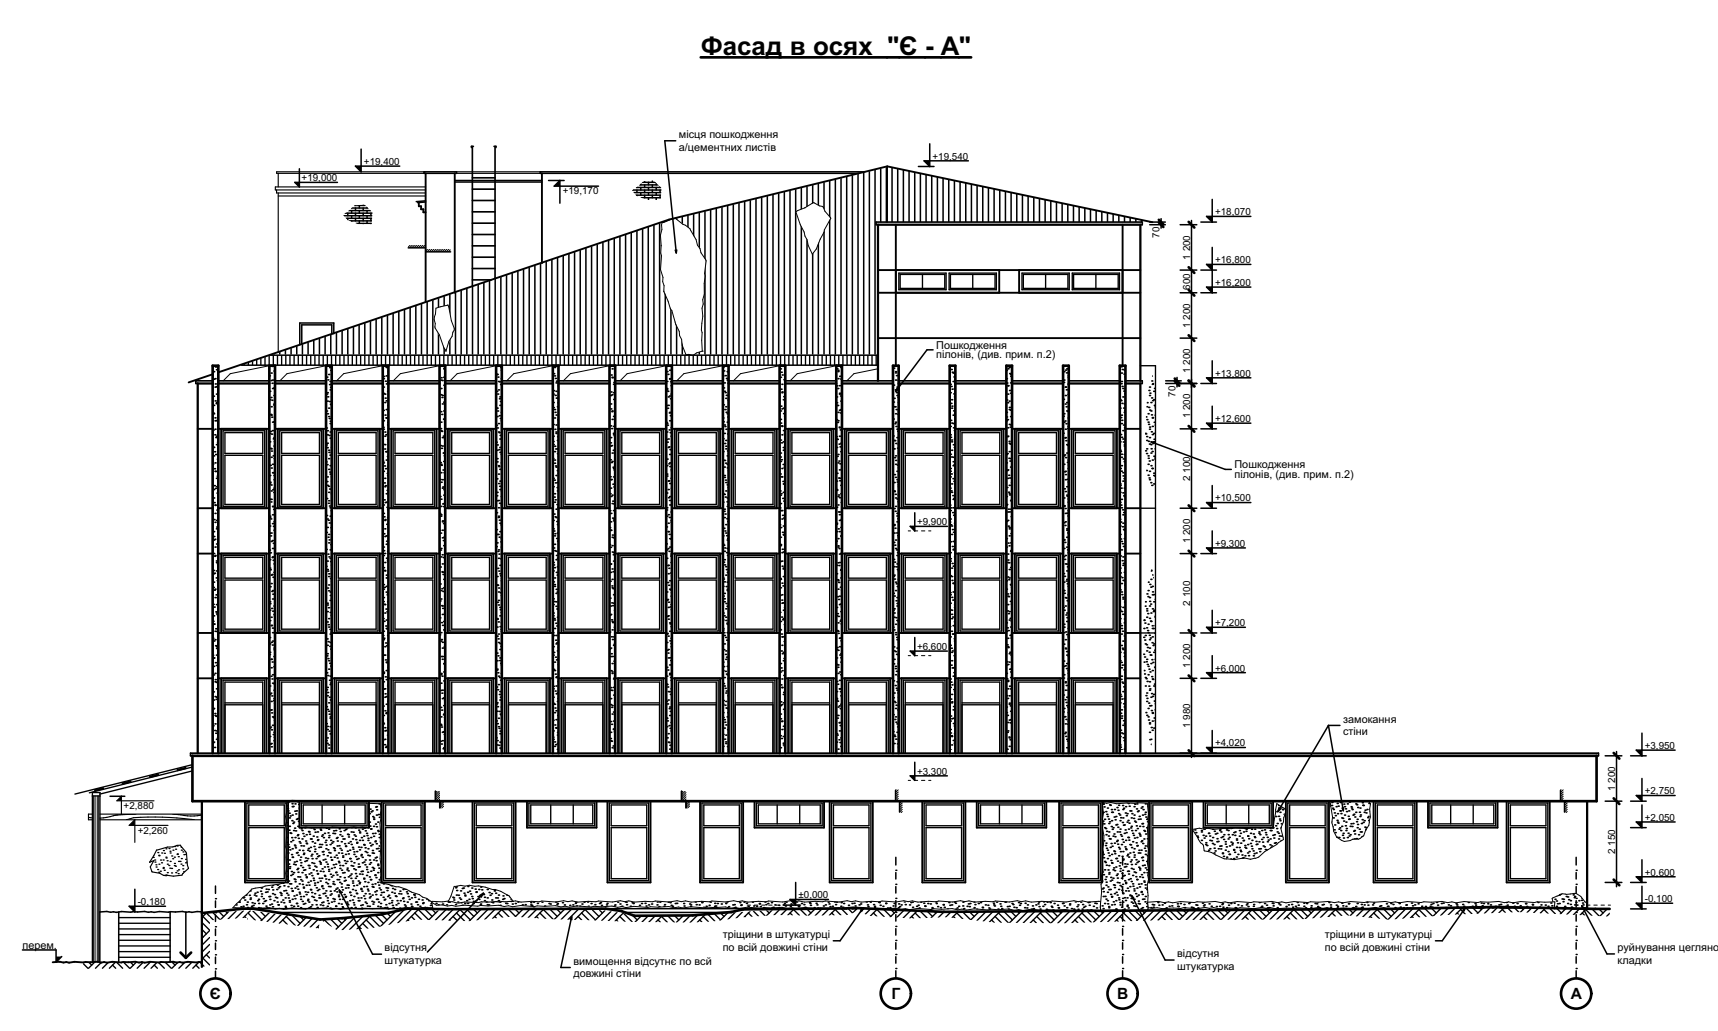 Фасад в осях "Є - А"
місця пошкодження
а/цементних листів
+19,400
+19,540
+19,000
+19,170
+18,070
70
1 200
+16,800
600
+16,200
1 200
Пошкодження
пілонів, (див. прим. п.2)
1 200
+13,800
70
1 200
+12,600
Пошкодження
пілонів, (див. прим. п.2)
2 100
+10,500
+9,900
1 200
+9,300
2 100
+7,200
+6,600
1 200
+6,000
1 980
замокання
стіни
+4,020
+3,950
+3,300
1 200
+2,880
+2,750
+2,260
+2,050
2 150
+0,600
-0,180
+0,000
-0,100
перем.
відсутня
штукатурка
вимощення відсутнє по всй
довжині стіни
тріщини в штукатурці
по всій довжині стіни
відсутня
штукатурка
тріщини в штукатурці
по всій довжині стіни
руйнування цегляно
кладки
Є
Г
В
А